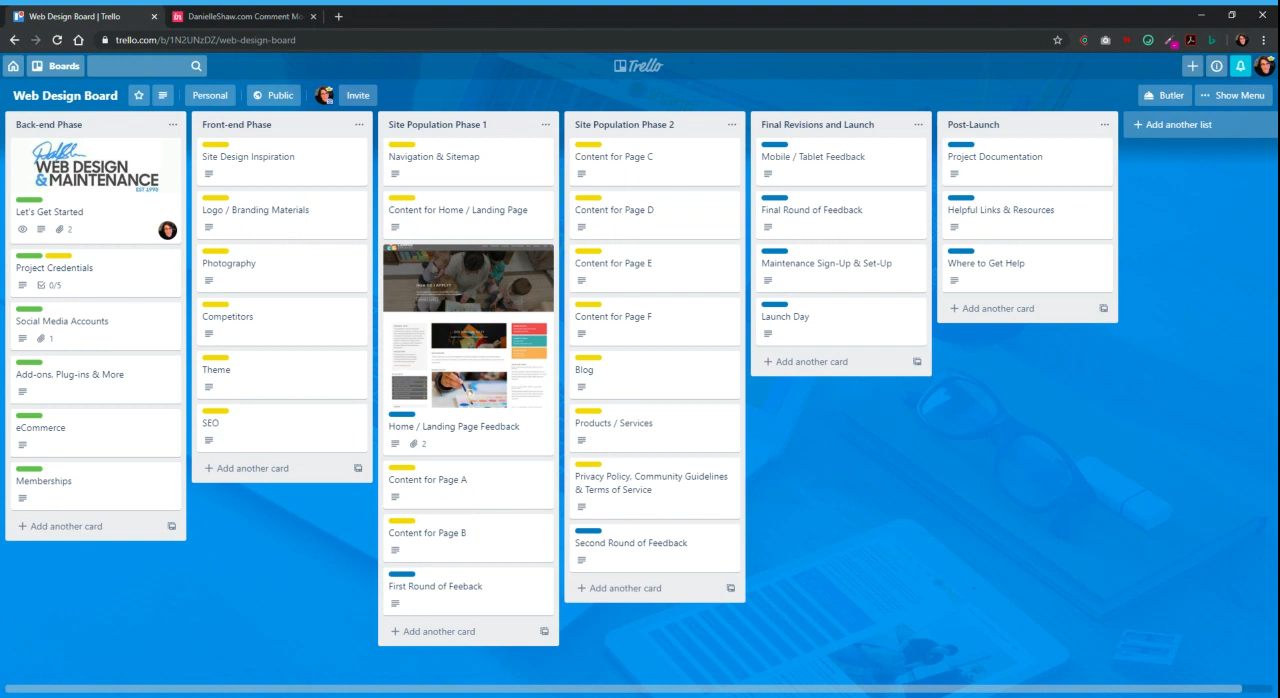 Web Design Board | Trello
DanielleShaw.com Comment Mo
trello.com/b/1N2UNzDZ/web-design-board
Boards
Trello
Web Design Board
Personal
Public
Invite
Butler
Show Menu
Back-end Phase
WEB DESIGN
&MAINTENANCE
EST 1998
Let's Get Started
2
Project Credentials
0/5
Social Media Accounts
1
Add-ons, Plug-ins & More
eCommerce
Memberships
+ Add another card
Front-end Phase
Site Design Inspiration
Logo / Branding Materials
Photography
Competitors
Theme
SEO
+ Add another card
Site Population Phase 1
Navigation & Sitemap
Content for Home / Landing Page
Home / Landing Page Feedback
2
Content for Page A
Content for Page B
First Round of Feeback
+ Add another card
Site Population Phase 2
Content for Page C
Content for Page D
Content for Page E
Content for Page F
Blog
Products / Services
Privacy Policy, Community Guidelines
& Terms of Service
Second Round of Feedback
+ Add another card
Final Revisions and Launch
Mobile / Tablet Feedback
Final Round of Feedback
Maintenance Sign-Up & Set-Up
Launch Day
+ Add another card
Post-Launch
Project Documentation
Helpful Links & Resources
Where to Get Help
+ Add another card
+ Add another list